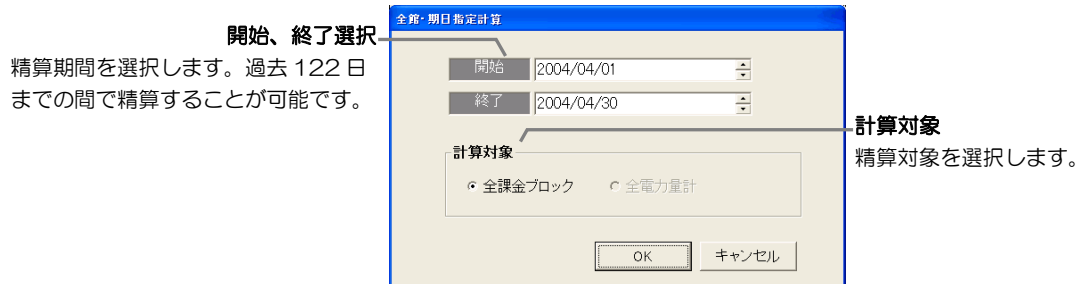 全館・期日指定計算
開始、終了選択
精算期間を選択します。過去 122 日
までの間で精算することが可能です。
開始 2004/04/01
終了 2004/04/30
計算対象
全課金ブロック 全電力量計
OK キャンセル
計算対象
精算対象を選択します。